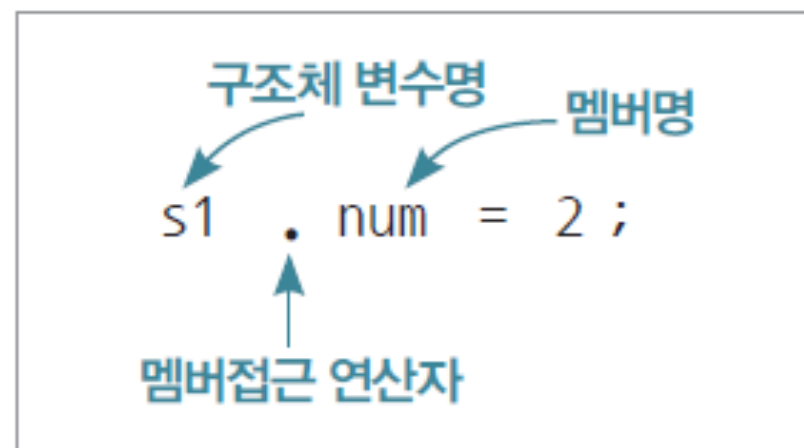 구조체 변수명
멤버명
s1 . num = 2 ;
멤버접근 연산자